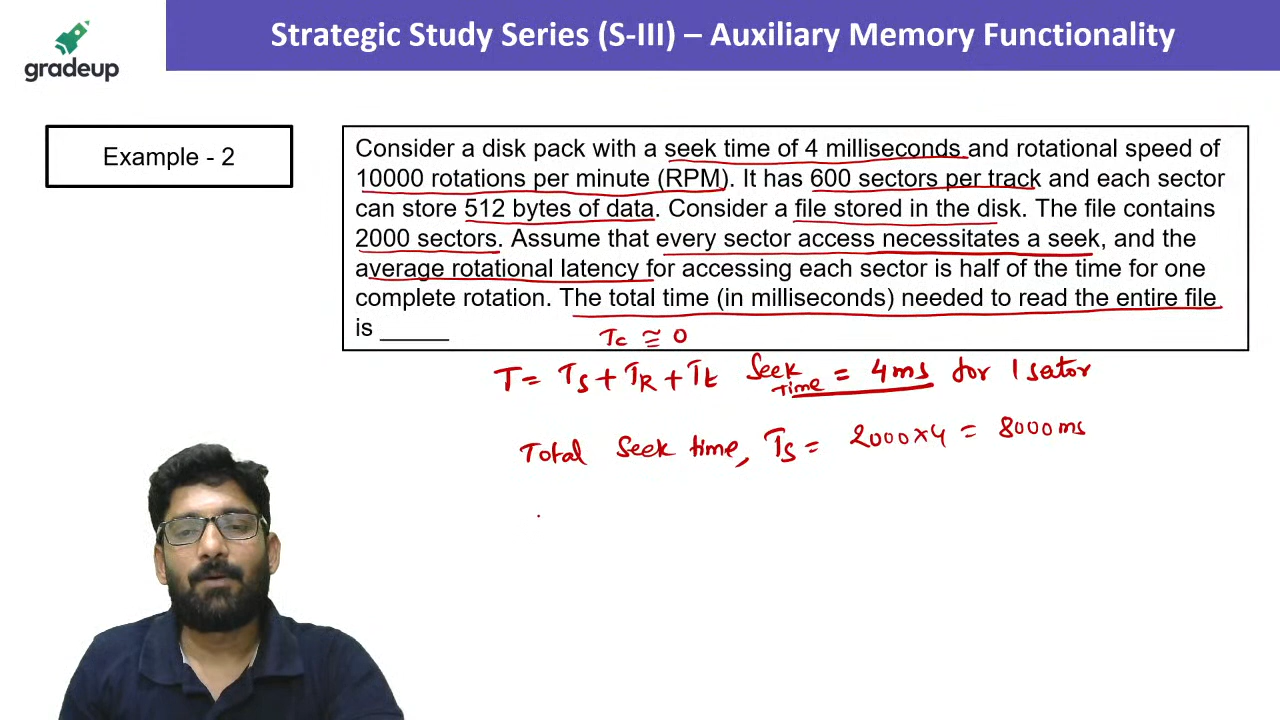 Strategic Study Series (S-III) – Auxiliary Memory Functionality
gradeup
Example - 2
Consider a disk pack with a seek time of 4 milliseconds and rotational speed of
10000 rotations per minute (RPM). It has 600 sectors per track and each sector
can store 512 bytes of data. Consider a file stored in the disk. The file contains
2000 sectors. Assume that every sector access necessitates a seek, and the
average rotational latency for accessing each sector is half of the time for one
complete rotation. The total time (in milliseconds) needed to read the entire file
is _____
Tc ≅ 0
T = Ts + TR + Tt Seek Time = 4ms for 1 sator
Total Seek time, Ts = 2000×4 = 8000 ms